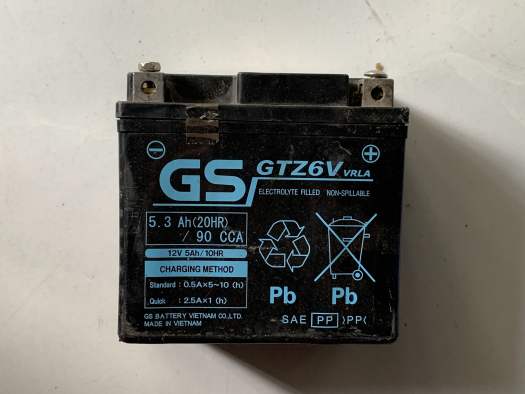 GS
GTZ6V VRLA
ELECTROLYTE FILLED NON-SPILLABLE
5.3 Ah(20HR)
/ 90 CCA
12V 5Ah/10HR
CHARGING METHOD
Standard : 0.5A×5~10 (h)
Quick : 2.5A×1 (h)
GS BATTERY VIETNAM CO.,LTD.
MADE IN VIETNAM
Pb Pb
SAE PP 〉PP〈